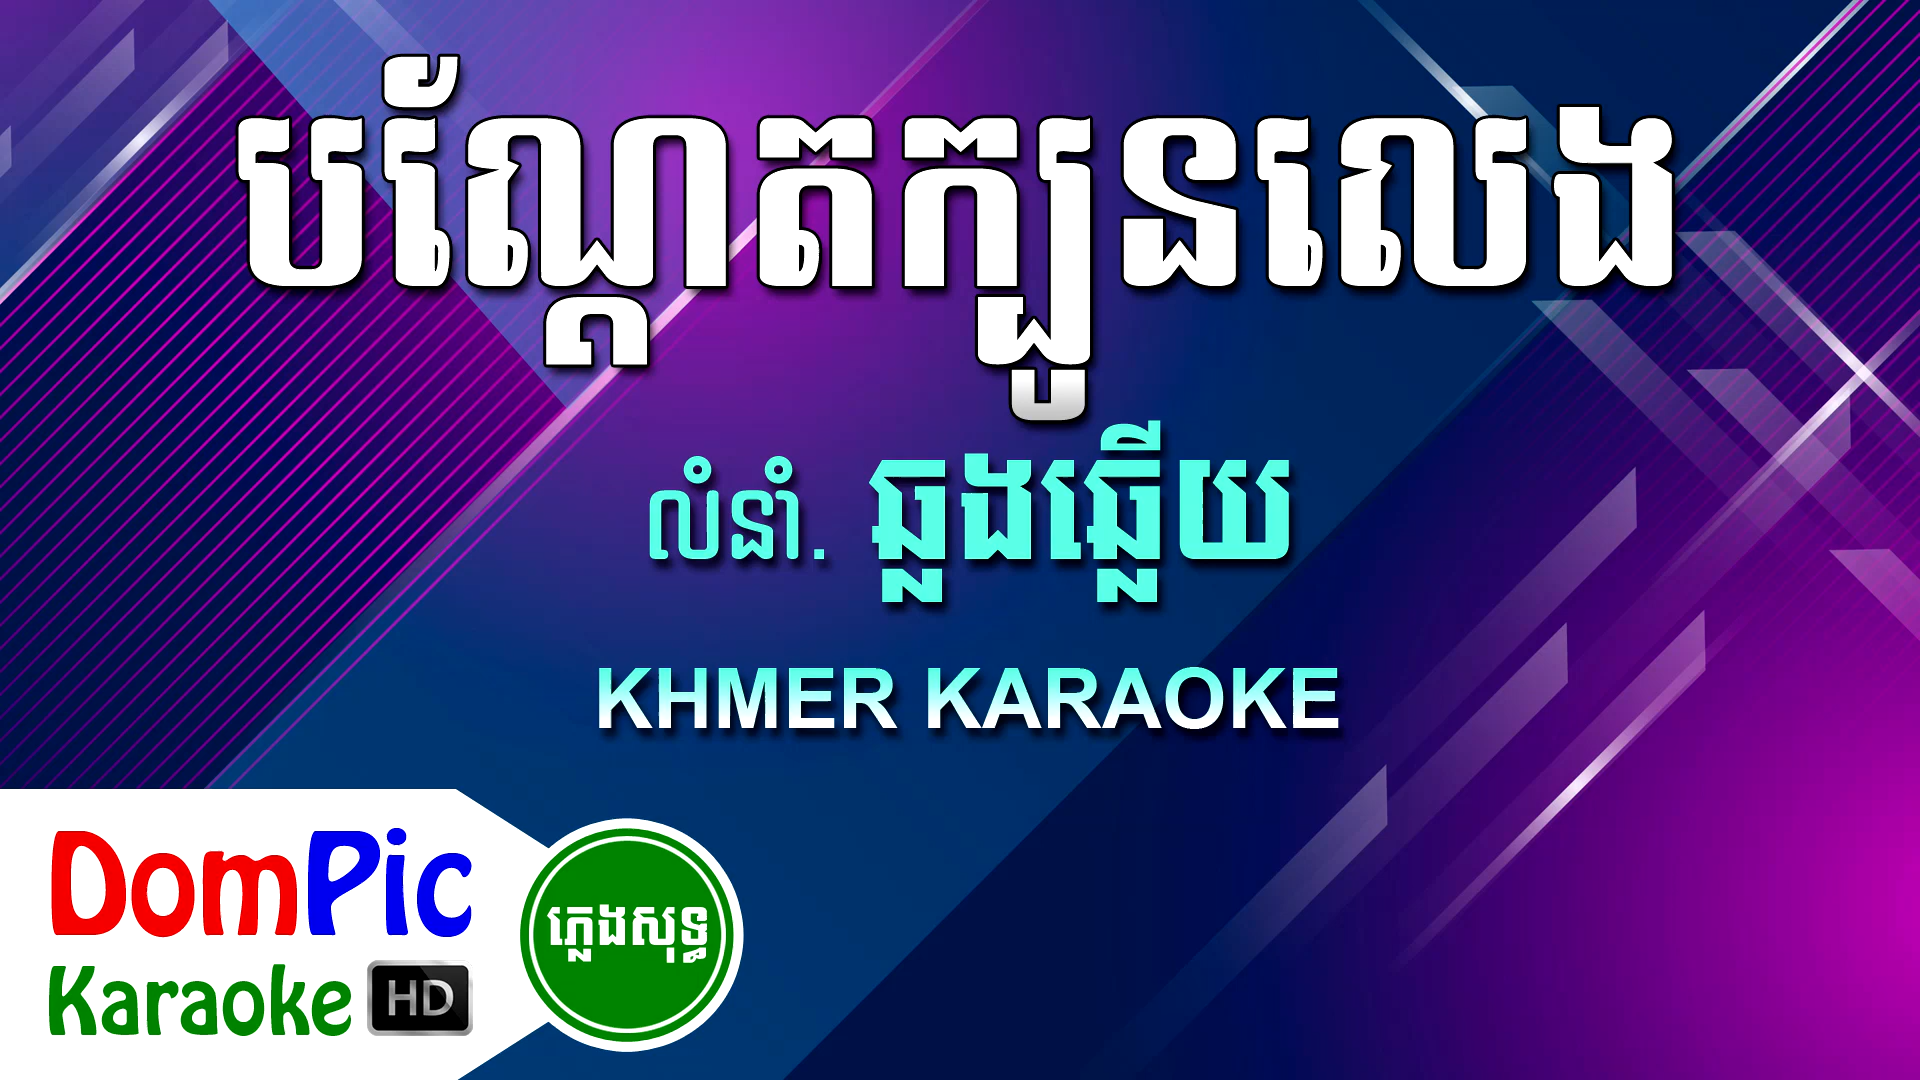 បណ្ដែតក្បូនលេង
លំនាំ. ឆ្លងឆ្លើយ
KHMER KARAOKE
DomPic
Karaoke HD
ភ្លេងសុទ្ធ